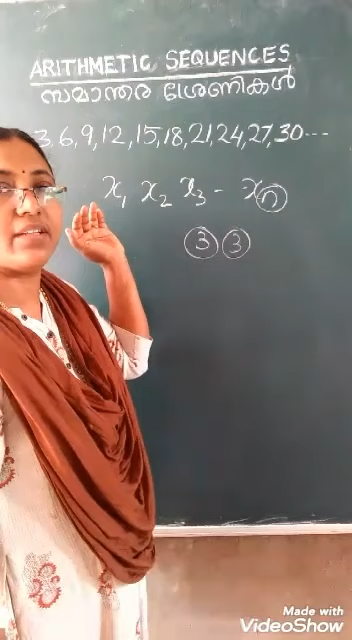 ARITHMETIC SEQUENCES
സമാന്തര ശ്രേണികൾ
3, 6, 9, 12, 15, 18, 21, 24, 27, 30 ---
x₁ x₂ x₃ - xₙ
3 3
Made with
VideoShow